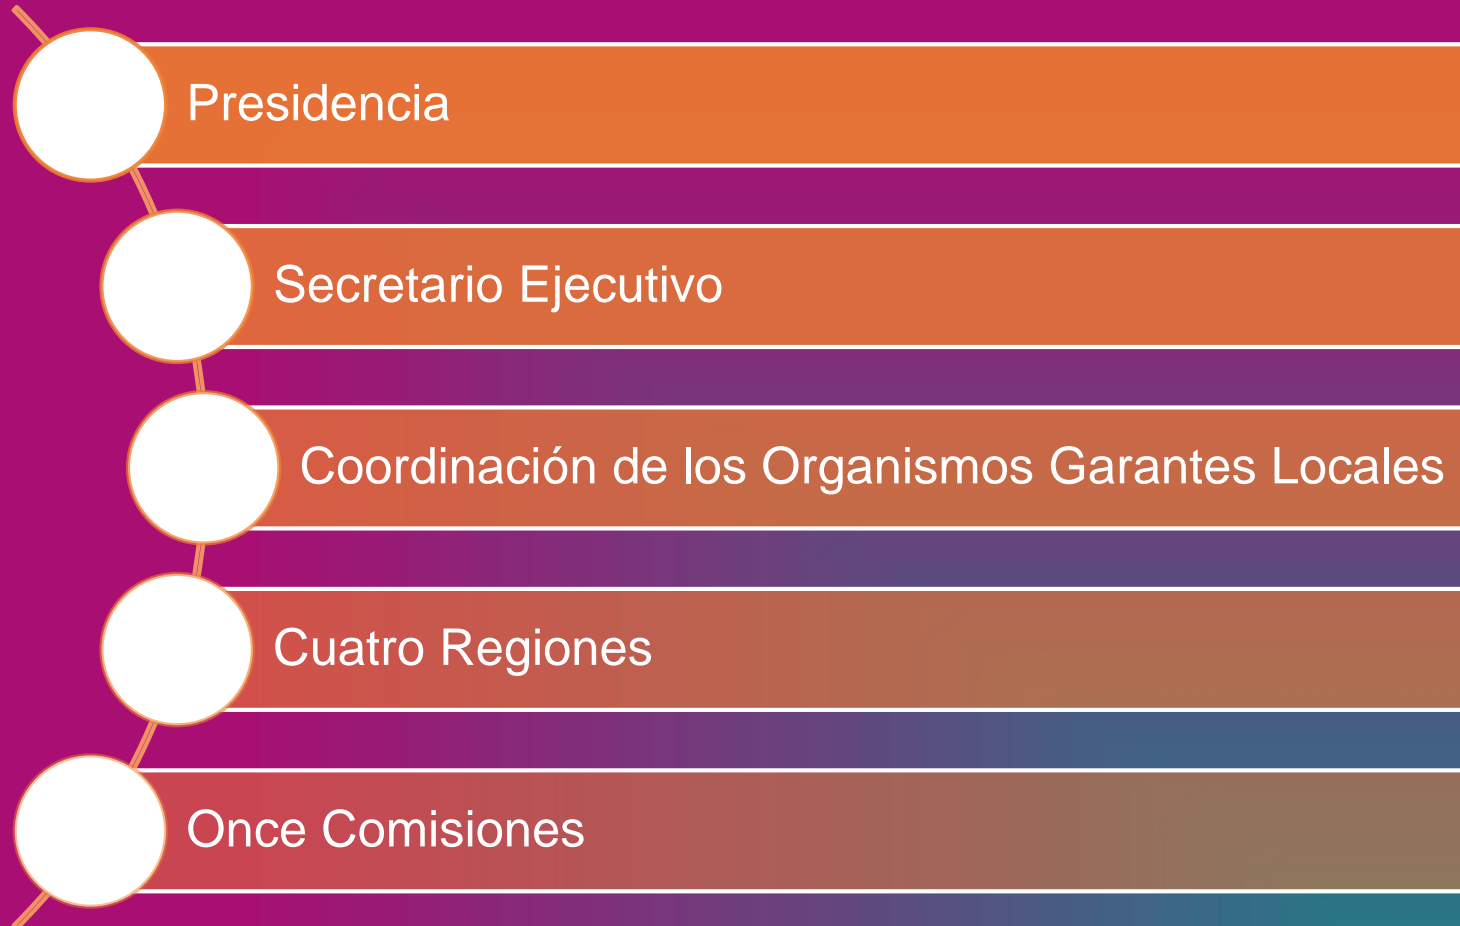 Presidencia
Secretario Ejecutivo
Coordinación de los Organismos Garantes Locales
Cuatro Regiones
Once Comisiones